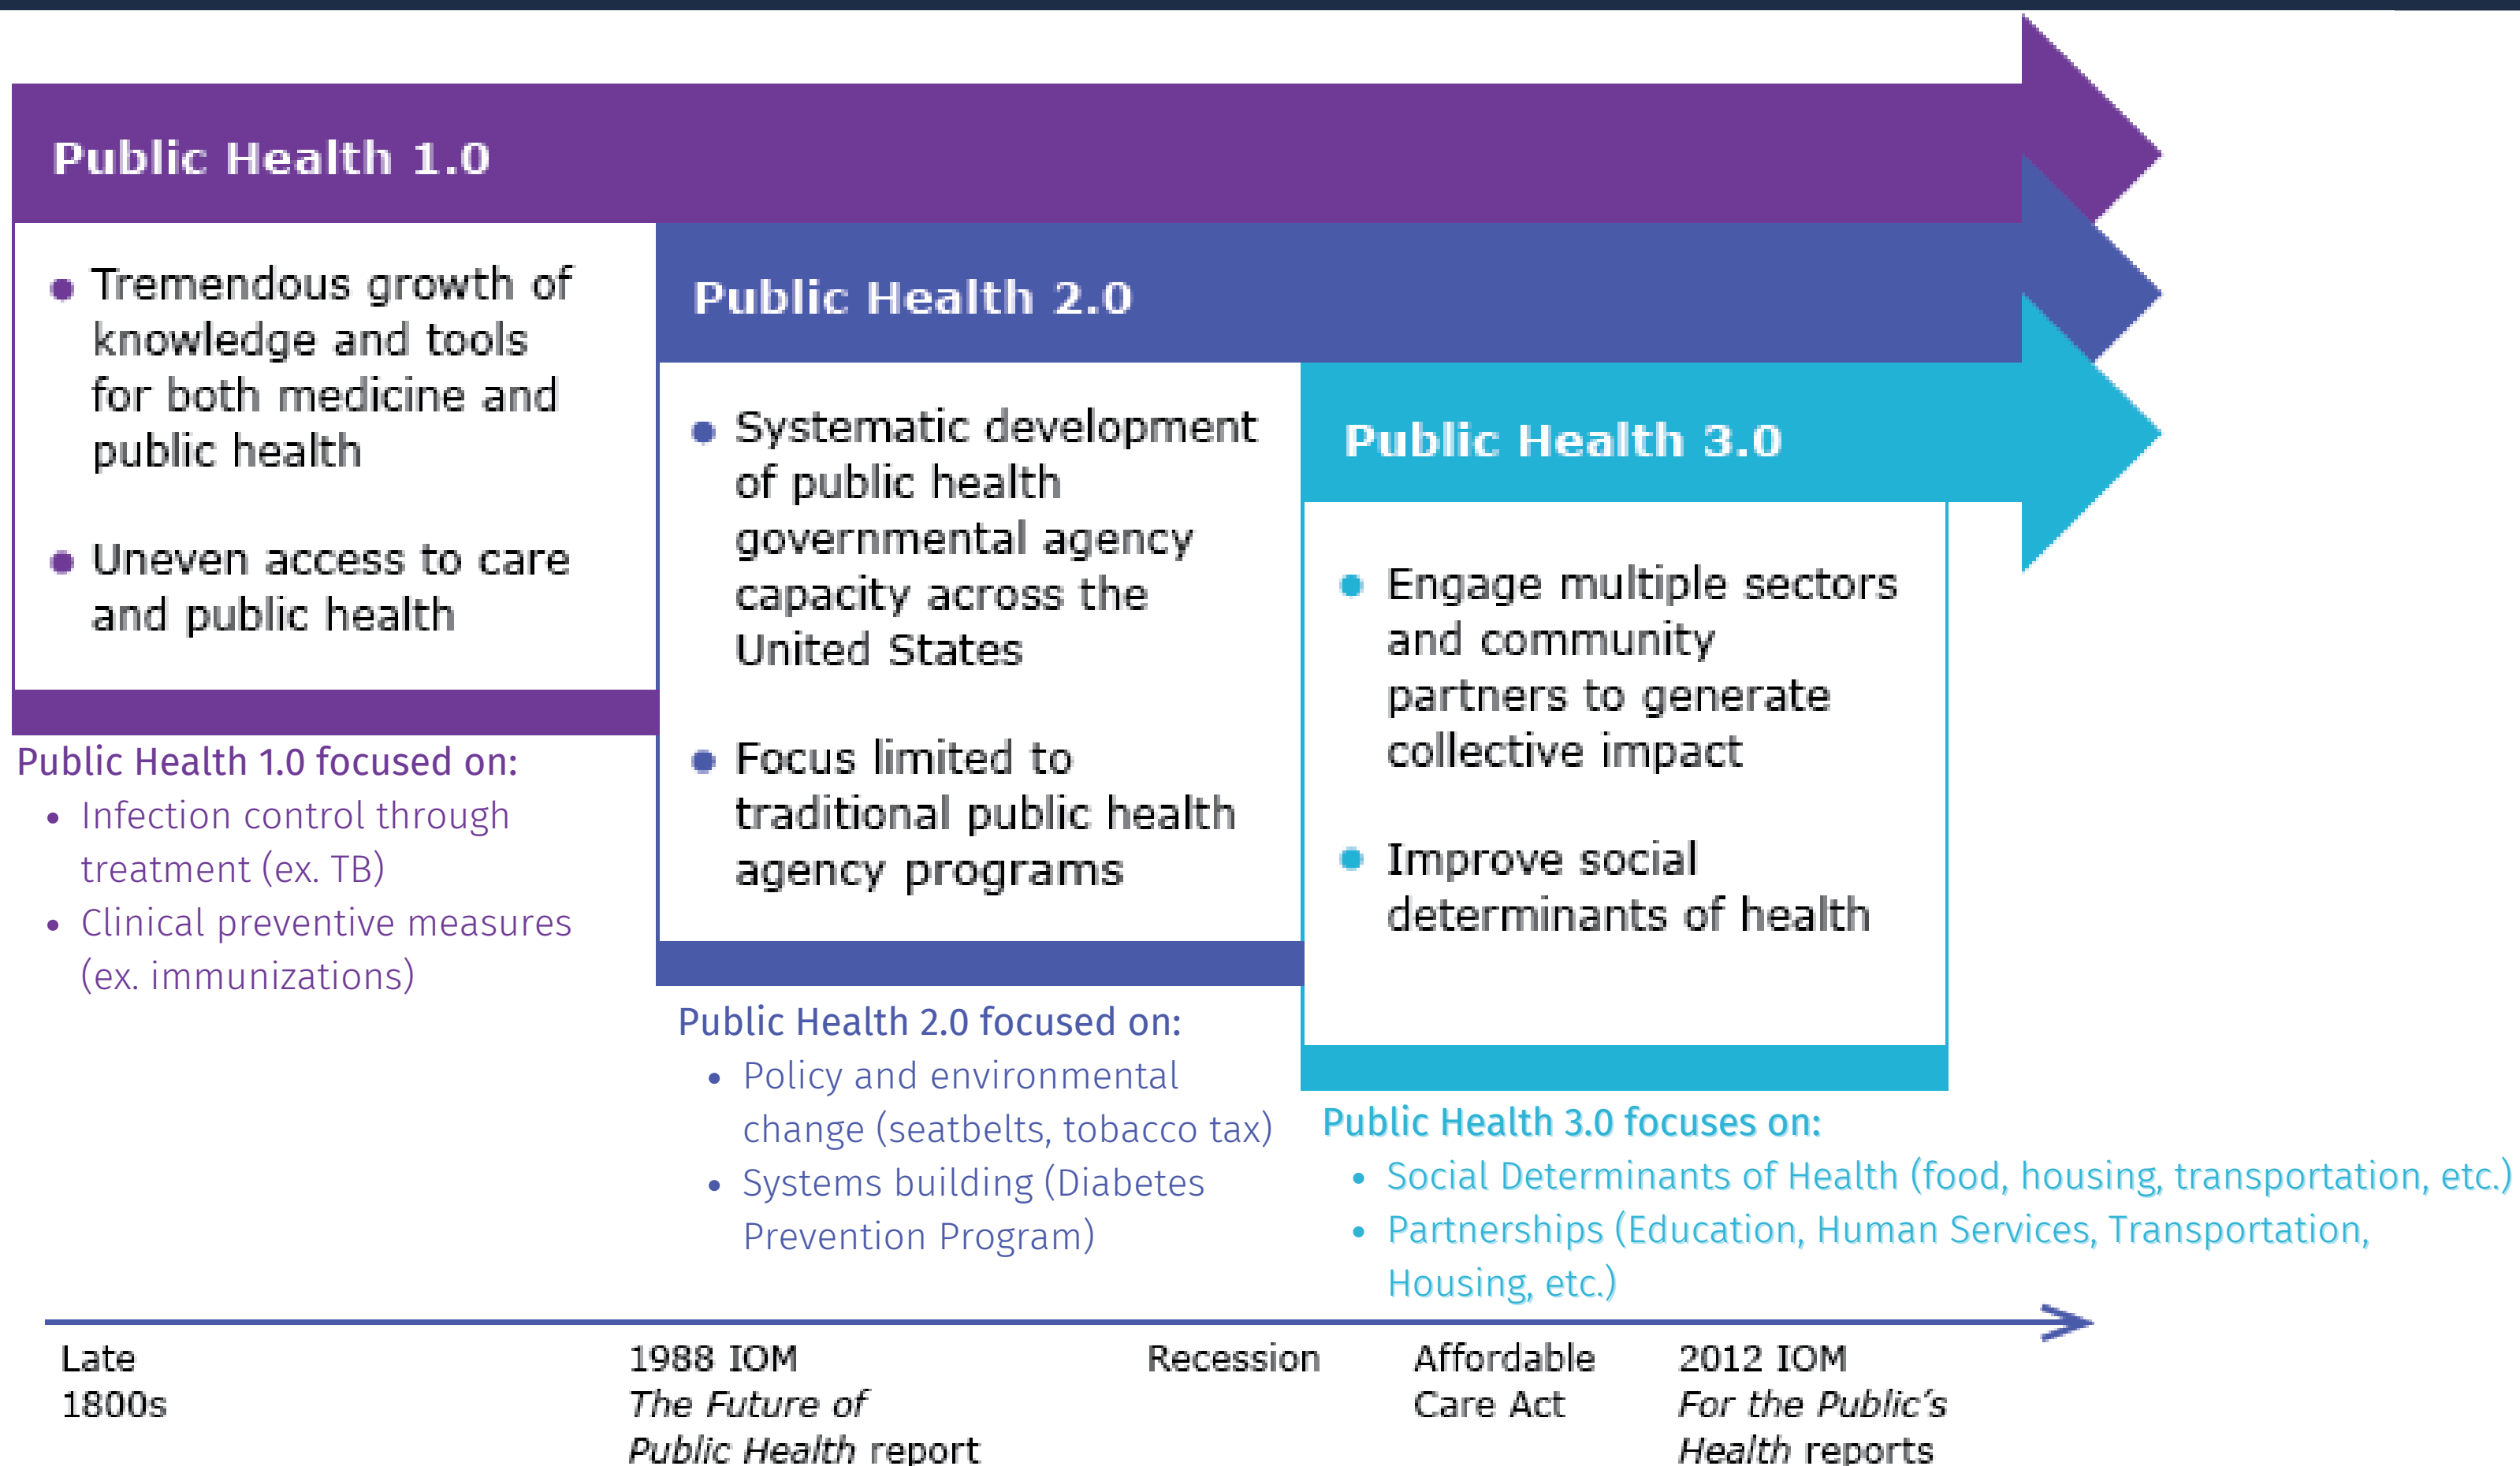 Public Health 1.0
• Tremendous growth of
knowledge and tools
for both medicine and
public health
• Uneven access to care
and public health
Public Health 1.0 focused on:
• Infection control through
treatment (ex. TB)
• Clinical preventive measures
(ex. immunizations)
Public Health 2.0
• Systematic development
of public health
governmental agency
capacity across the
United States
• Focus limited to
traditional public health
agency programs
Public Health 2.0 focused on:
• Policy and environmental
change (seatbelts, tobacco tax)
• Systems building (Diabetes
Prevention Program)
Public Health 3.0
• Engage multiple sectors
and community
partners to generate
collective impact
• Improve social
determinants of health
Public Health 3.0 focuses on:
• Social Determinants of Health (food, housing, transportation, etc.)
• Partnerships (Education, Human Services, Transportation,
Housing, etc.)
Late
1800s
1988 IOM
The Future of
Public Health report
Recession
Affordable
Care Act
2012 IOM
For the Public's
Health reports